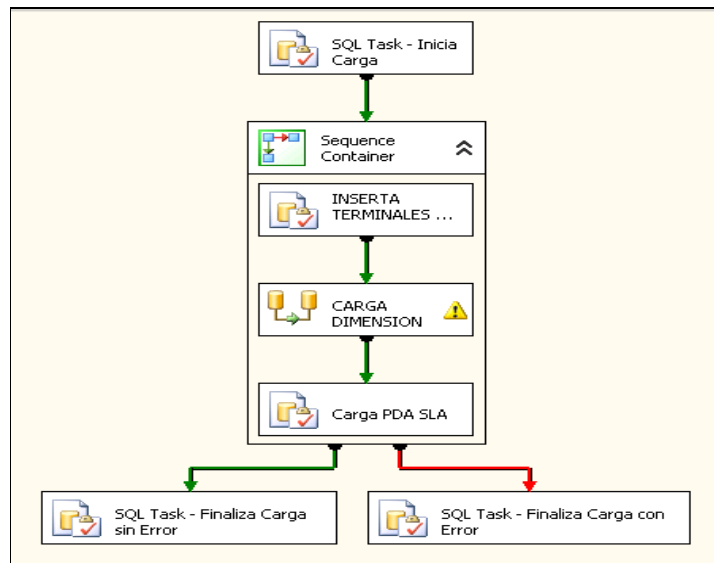 SQL Task - Inicia
Carga
Sequence
Container
INSERTA
TERMINALES ...
CARGA
DIMENSION
Carga PDA SLA
SQL Task - Finaliza Carga
sin Error
SQL Task - Finaliza Carga con
Error